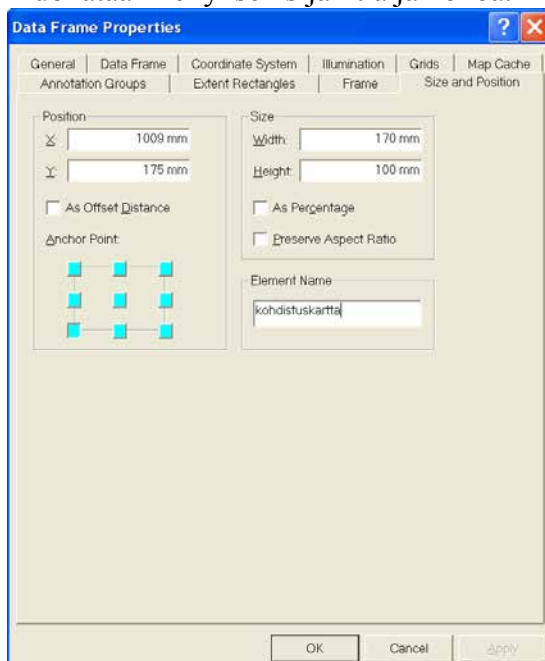 Data Frame Properties
General Data Frame Coordinate System Illumination Grids Map Cache
Annotation Groups Extent Rectangles Frame Size and Position
Position
X: 1009 mm
Y: 175 mm
As Offset Distance
Anchor Point:
Size
Width: 170 mm
Height: 100 mm
As Percentage
Preserve Aspect Ratio
Element Name
kohdistuskartta
OK Cancel Apply